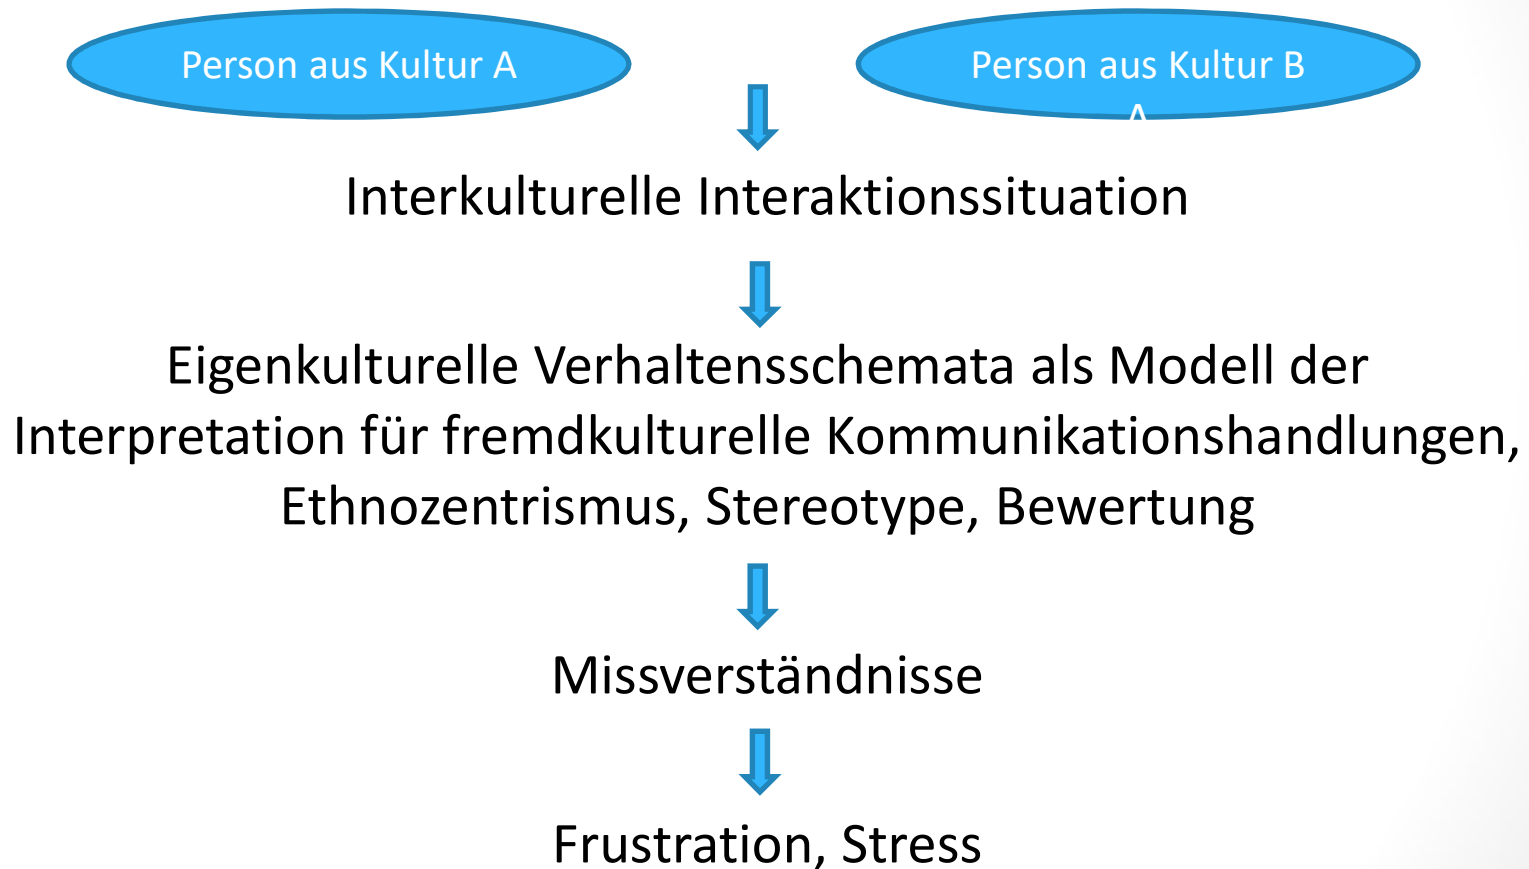 Person aus Kultur A
Person aus Kultur B
A
Interkulturelle Interaktionssituation
Eigenkulturelle Verhaltensschemata als Modell der
Interpretation für fremdkulturelle Kommunikationshandlungen,
Ethnozentrismus, Stereotype, Bewertung
Missverständnisse
Frustration, Stress